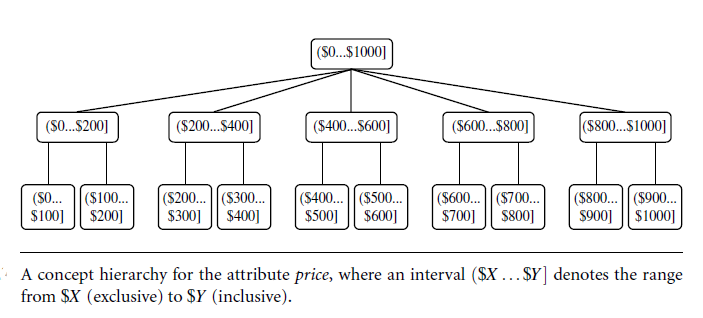 ($0...$1000]
($0...$200] ($200...$400] ($400...$600] ($600...$800] ($800...$1000]
($0... ($100... ($200... ($300... ($400... ($500... ($600... ($700... ($800... ($900...
$100] $200] $300] $400] $500] $600] $700] $800] $900] $1000]
A concept hierarchy for the attribute price, where an interval ($X ... $Y] denotes the range
from $X (exclusive) to $Y (inclusive).